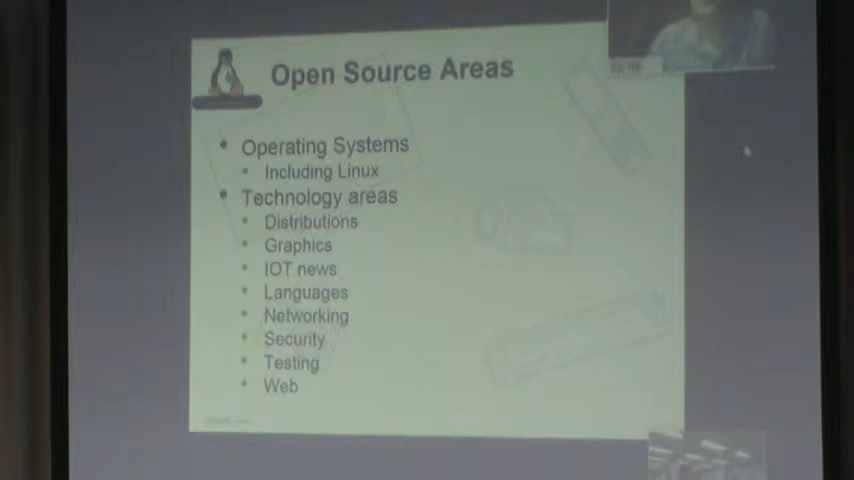 Open Source Areas
Operating Systems
Including Linux
Technology areas
Distributions
Graphics
IOT news
Languages
Networking
Security
Testing
Web